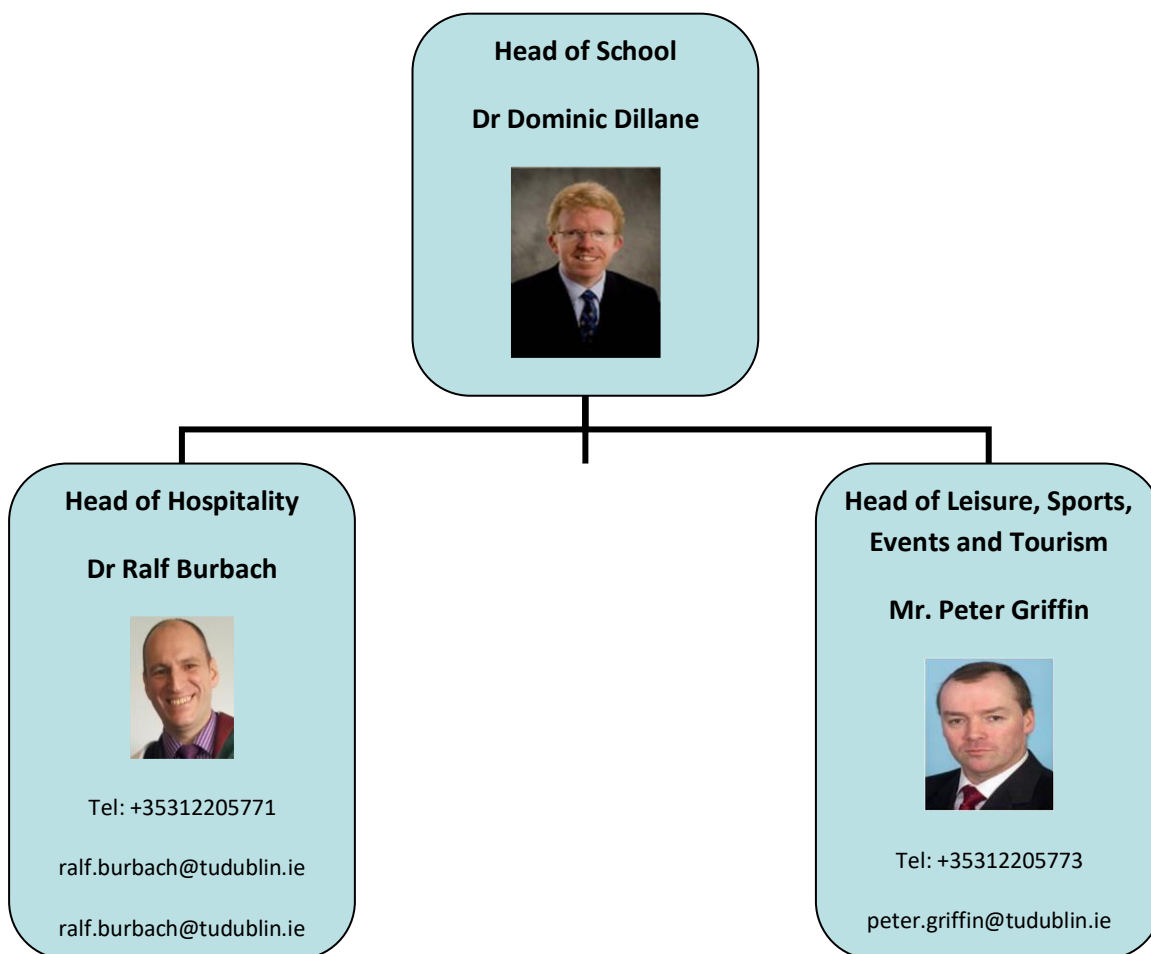 Head of School
Dr Dominic Dillane
Head of Hospitality
Dr Ralf Burbach
Tel: +35312205771
ralf.burbach@tudublin.ie
ralf.burbach@tudublin.ie
Head of Leisure, Sports,
Events and Tourism
Mr. Peter Griffin
Tel: +35312205773
peter.griffin@tudublin.ie